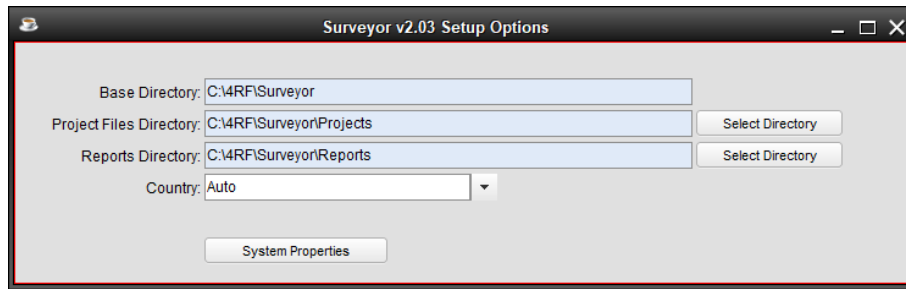 Surveyor v2.03 Setup Options
Base Directory: C:\4RF\Surveyor
Project Files Directory: C:\4RF\Surveyor\Projects Select Directory
Reports Directory: C:\4RF\Surveyor\Reports Select Directory
Country: Auto
System Properties